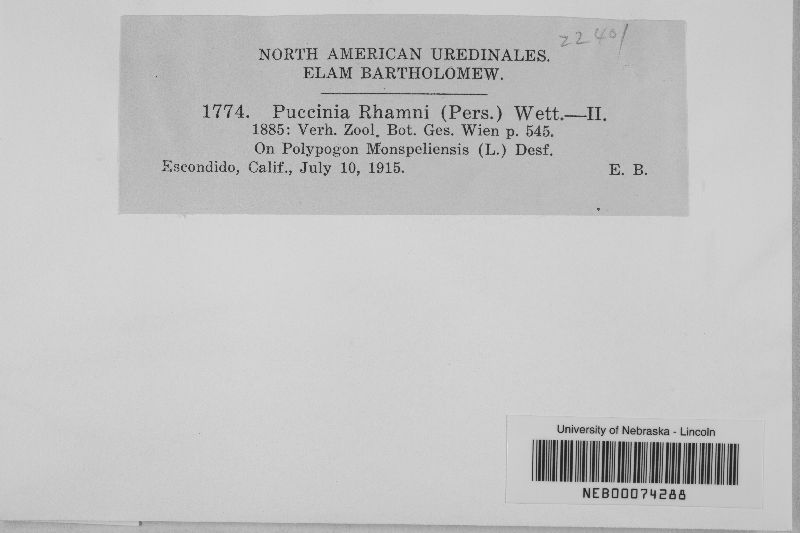 22401
NORTH AMERICAN UREDINALES.
ELAM BARTHOLOMEW.
1774. Puccinia Rhamni (Pers.) Wett.—II.
1885: Verh. Zool. Bot. Ges. Wien p. 545.
On Polypogon Monspeliensis (L.) Desf.
Escondido, Calif., July 10, 1915. E. B.
University of Nebraska - Lincoln
NEB00074288